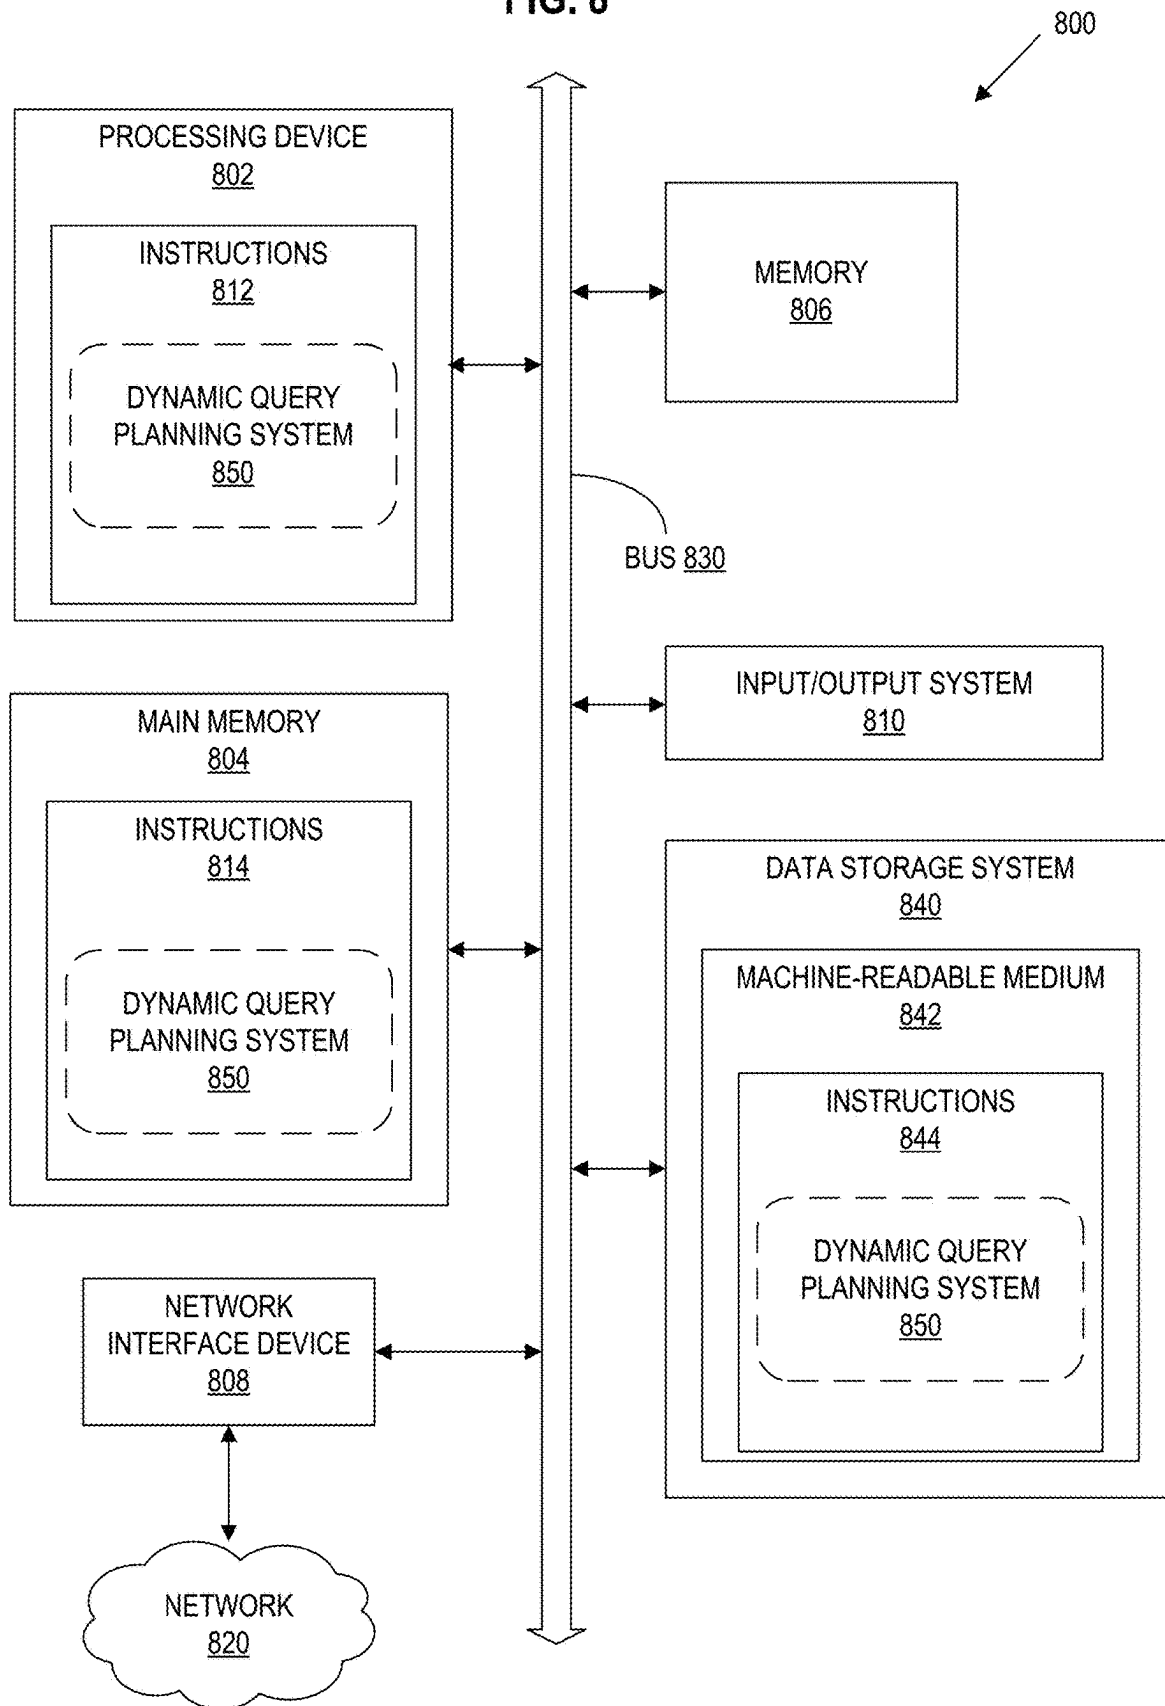 FIG. 8
800
PROCESSING DEVICE
802
INSTRUCTIONS
812
DYNAMIC QUERY
PLANNING SYSTEM
850
MEMORY
806
BUS 830
INPUT/OUTPUT SYSTEM
810
MAIN MEMORY
804
INSTRUCTIONS
814
DYNAMIC QUERY
PLANNING SYSTEM
850
DATA STORAGE SYSTEM
840
MACHINE-READABLE MEDIUM
842
INSTRUCTIONS
844
DYNAMIC QUERY
PLANNING SYSTEM
850
NETWORK
INTERFACE DEVICE
808
NETWORK
820